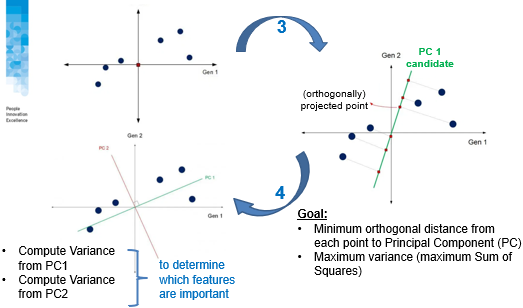 3
Gen 1
Gen 2
PC 1
candidate
(orthogonally)
projected point
Gen 1
People
Innovation
Excellence
Gen 2
PC 2
PC 1
Gen 1
4
Goal:
• Minimum orthogonal distance from
each point to Principal Component (PC)
• Maximum variance (maximum Sum of
Squares)
• Compute Variance
from PC1
• Compute Variance
from PC2
to determine
which features
are important